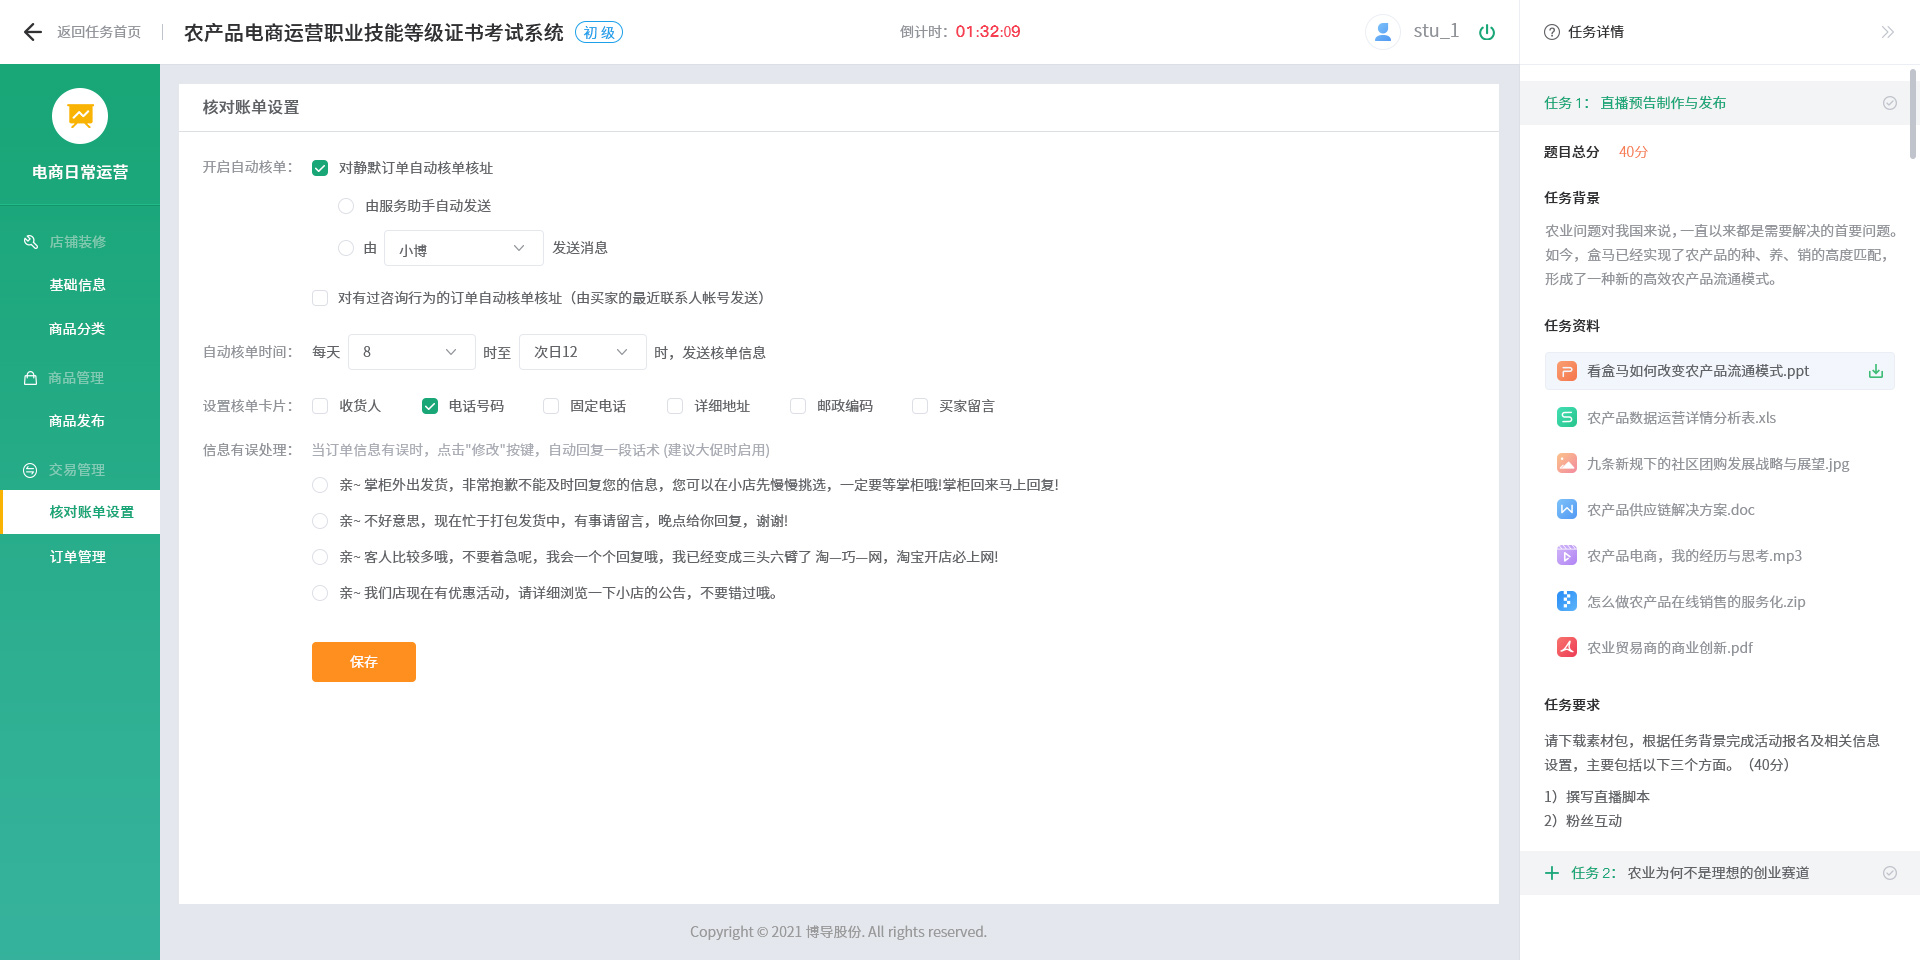 返回任务首页
农产品电商运营职业技能等级证书考试系统
初级
倒计时：01:32:09
stu_1
任务详情
电商日常运营
店铺装修
基础信息
商品分类
商品管理
商品发布
交易管理
核对账单设置
订单管理
核对账单设置
开启自动核单：
对静默订单自动核单核址
由服务助手自动发送
由 小博 发送消息
对有过咨询行为的订单自动核单核址（由买家的最近联系人帐号发送）
自动核单时间： 每天 8 时至 次日12 时，发送核单信息
设置核单卡片： 收货人 电话号码 固定电话 详细地址 邮政编码 买家留言
信息有误处理： 当订单信息有误时，点击"修改"按键，自动回复一段话术 (建议大促时启用)
亲~ 掌柜外出发货，非常抱歉不能及时回复您的信息，您可以在小店先慢慢挑选，一定要等掌柜哦!掌柜回来马上回复!
亲~ 不好意思，现在忙于打包发货中，有事请留言，晚点给你回复，谢谢!
亲~ 客人比较多哦，不要着急呢，我会一个个回复哦，我已经变成三头六臂了 淘—巧—网，淘宝开店必上网!
亲~ 我们店现在有优惠活动，请详细浏览一下小店的公告，不要错过哦。
保存
Copyright © 2021 博导股份. All rights reserved.
任务 1： 直播预告制作与发布
题目总分 40分
任务背景
农业问题对我国来说，一直以来都是需要解决的首要问题。
如今，盒马已经实现了农产品的种、养、销的高度匹配，
形成了一种新的高效农产品流通模式。
任务资料
看盒马如何改变农产品流通模式.ppt
农产品数据运营详情分析表.xls
九条新规下的社区团购发展战略与展望.jpg
农产品供应链解决方案.doc
农产品电商，我的经历与思考.mp3
怎么做农产品在线销售的服务化.zip
农业贸易商的商业创新.pdf
任务要求
请下载素材包，根据任务背景完成活动报名及相关信息
设置，主要包括以下三个方面。（40分）
1）撰写直播脚本
2）粉丝互动
任务 2： 农业为何不是理想的创业赛道